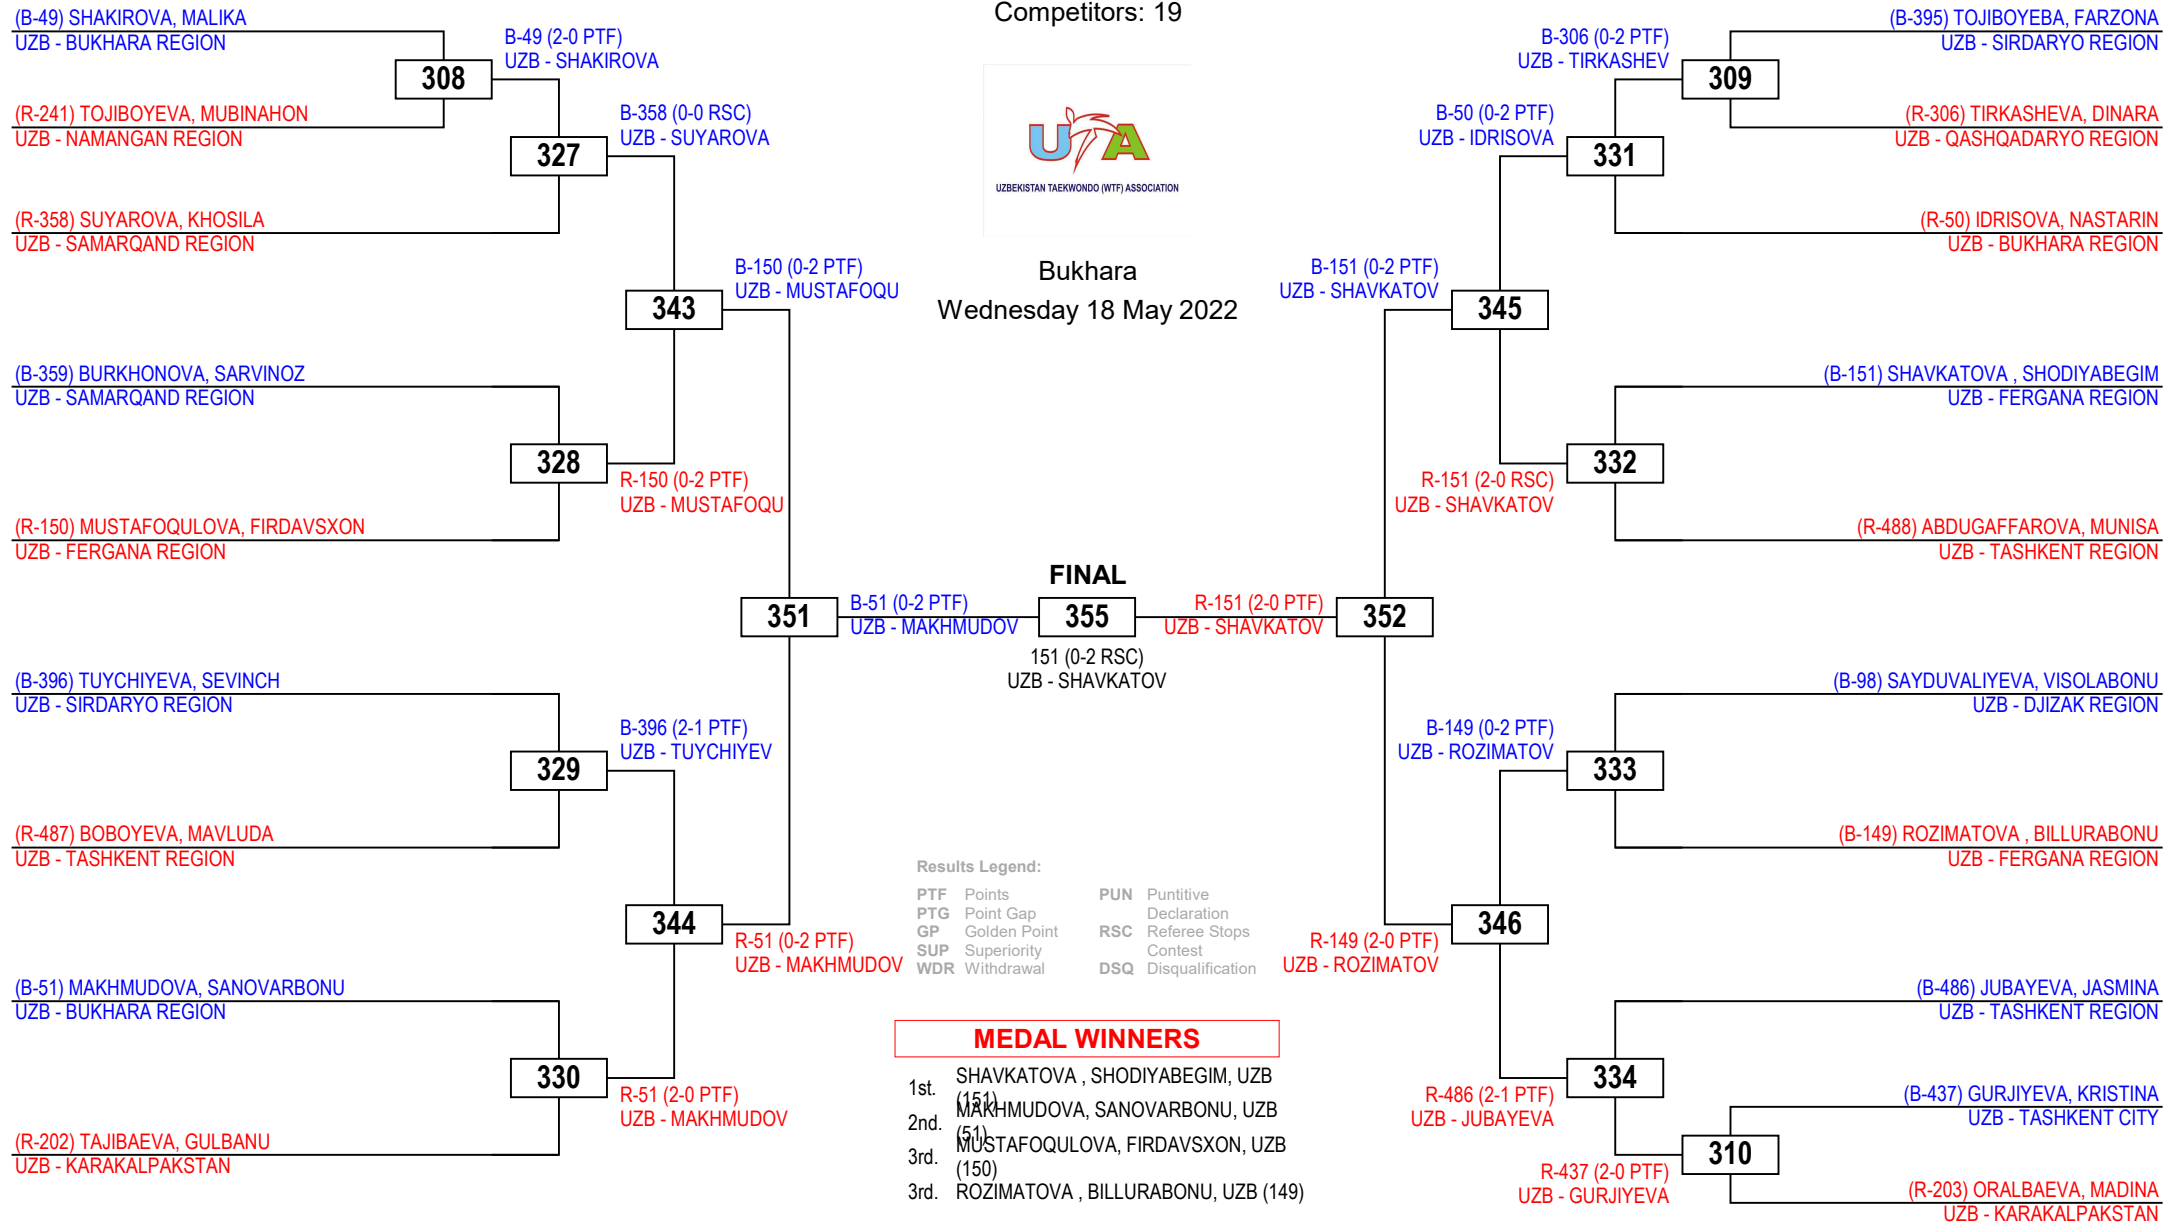 Competitors: 19
UTA
UZBEKISTAN TAEKWONDO (WTF) ASSOCIATION
Bukhara
Wednesday 18 May 2022
(B-49) SHAKIROVA, MALIKA
UZB - BUKHARA REGION
B-49 (2-0 PTF)
UZB - SHAKIROVA
308
(R-241) TOJIBOYEVA, MUBINAHON
UZB - NAMANGAN REGION
B-358 (0-0 RSC)
UZB - SUYAROVA
327
(R-358) SUYAROVA, KHOSILA
UZB - SAMARQAND REGION
B-150 (0-2 PTF)
UZB - MUSTAFOQU
343
(B-359) BURKHONOVA, SARVINOZ
UZB - SAMARQAND REGION
328
R-150 (0-2 PTF)
UZB - MUSTAFOQU
(R-150) MUSTAFOQULOVA, FIRDAVSXON
UZB - FERGANA REGION
351
B-51 (0-2 PTF)
UZB - MAKHMUDOV
(B-396) TUYCHIYEVA, SEVINCH
UZB - SIRDARYO REGION
B-396 (2-1 PTF)
UZB - TUYCHIYEV
329
(R-487) BOBOYEVA, MAVLUDA
UZB - TASHKENT REGION
344
R-51 (0-2 PTF)
UZB - MAKHMUDOV
(B-51) MAKHMUDOVA, SANOVARBONU
UZB - BUKHARA REGION
330
R-51 (2-0 PTF)
UZB - MAKHMUDOV
(R-202) TAJIBAEVA, GULBANU
UZB - KARAKALPAKSTAN
FINAL
355
151 (0-2 RSC)
UZB - SHAVKATOV
(B-395) TOJIBOYEBA, FARZONA
UZB - SIRDARYO REGION
B-306 (0-2 PTF)
UZB - TIRKASHEV
309
(R-306) TIRKASHEVA, DINARA
UZB - QASHQADARYO REGION
B-50 (0-2 PTF)
UZB - IDRISOVA
331
(R-50) IDRISOVA, NASTARIN
UZB - BUKHARA REGION
B-151 (0-2 PTF)
UZB - SHAVKATOV
345
(B-151) SHAVKATOVA , SHODIYABEGIM
UZB - FERGANA REGION
332
R-151 (2-0 RSC)
UZB - SHAVKATOV
(R-488) ABDUGAFFAROVA, MUNISA
UZB - TASHKENT REGION
R-151 (2-0 PTF)
UZB - SHAVKATOV
352
(B-98) SAYDUVALIYEVA, VISOLABONU
UZB - DJIZAK REGION
B-149 (0-2 PTF)
UZB - ROZIMATOV
333
(B-149) ROZIMATOVA , BILLURABONU
UZB - FERGANA REGION
346
R-149 (2-0 PTF)
UZB - ROZIMATOV
(B-486) JUBAYEVA, JASMINA
UZB - TASHKENT REGION
334
R-486 (2-1 PTF)
UZB - JUBAYEVA
(B-437) GURJIYEVA, KRISTINA
UZB - TASHKENT CITY
310
R-437 (2-0 PTF)
UZB - GURJIYEVA
(R-203) ORALBAEVA, MADINA
UZB - KARAKALPAKSTAN
Results Legend:
PTF Points
PTG Point Gap
GP Golden Point
SUP Superiority
WDR Withdrawal
PUN Puntitive
Declaration
RSC Referee Stops
Contest
DSQ Disqualification
MEDAL WINNERS
1st. SHAVKATOVA , SHODIYABEGIM, UZB
(151)
2nd. MAKHMUDOVA, SANOVARBONU, UZB
(51)
3rd. MUSTAFOQULOVA, FIRDAVSXON, UZB
(150)
3rd. ROZIMATOVA , BILLURABONU, UZB (149)